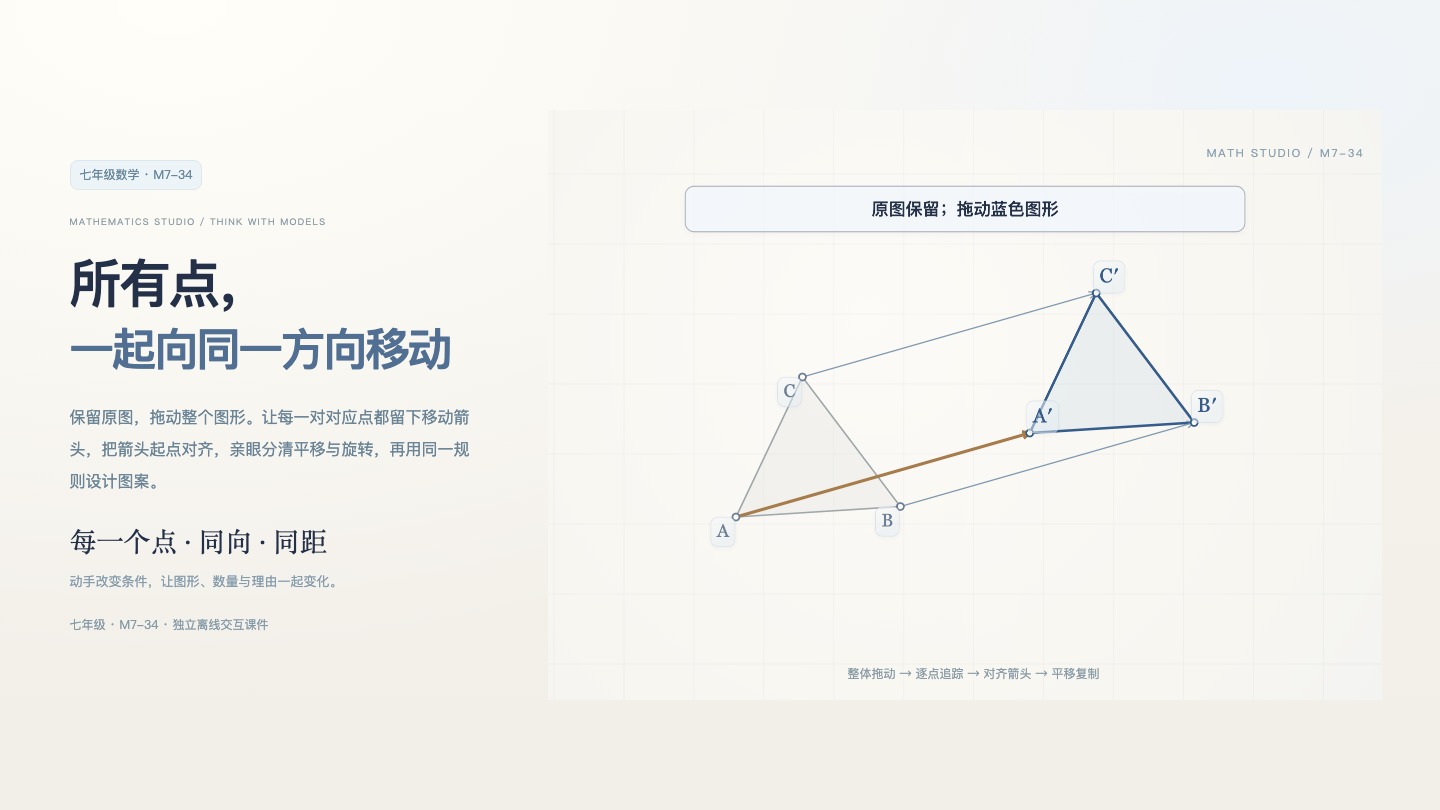 七年级数学 · M7–34
MATHEMATICS STUDIO / THINK WITH MODELS
所有点，
一起向同一方向移动
保留原图，拖动整个图形。让每一对对应点都留下移动箭
头，把箭头起点对齐，亲眼分清平移与旋转，再用同一规
则设计图案。
每一个点 · 同向 · 同距
动手改变条件，让图形、数量与理由一起变化。
七年级 · M7–34 · 独立离线交互课件
MATH STUDIO / M7–34
原图保留；拖动蓝色图形
C′
C
B′
A′
A
B
整体拖动 → 逐点追踪 → 对齐箭头 → 平移复制